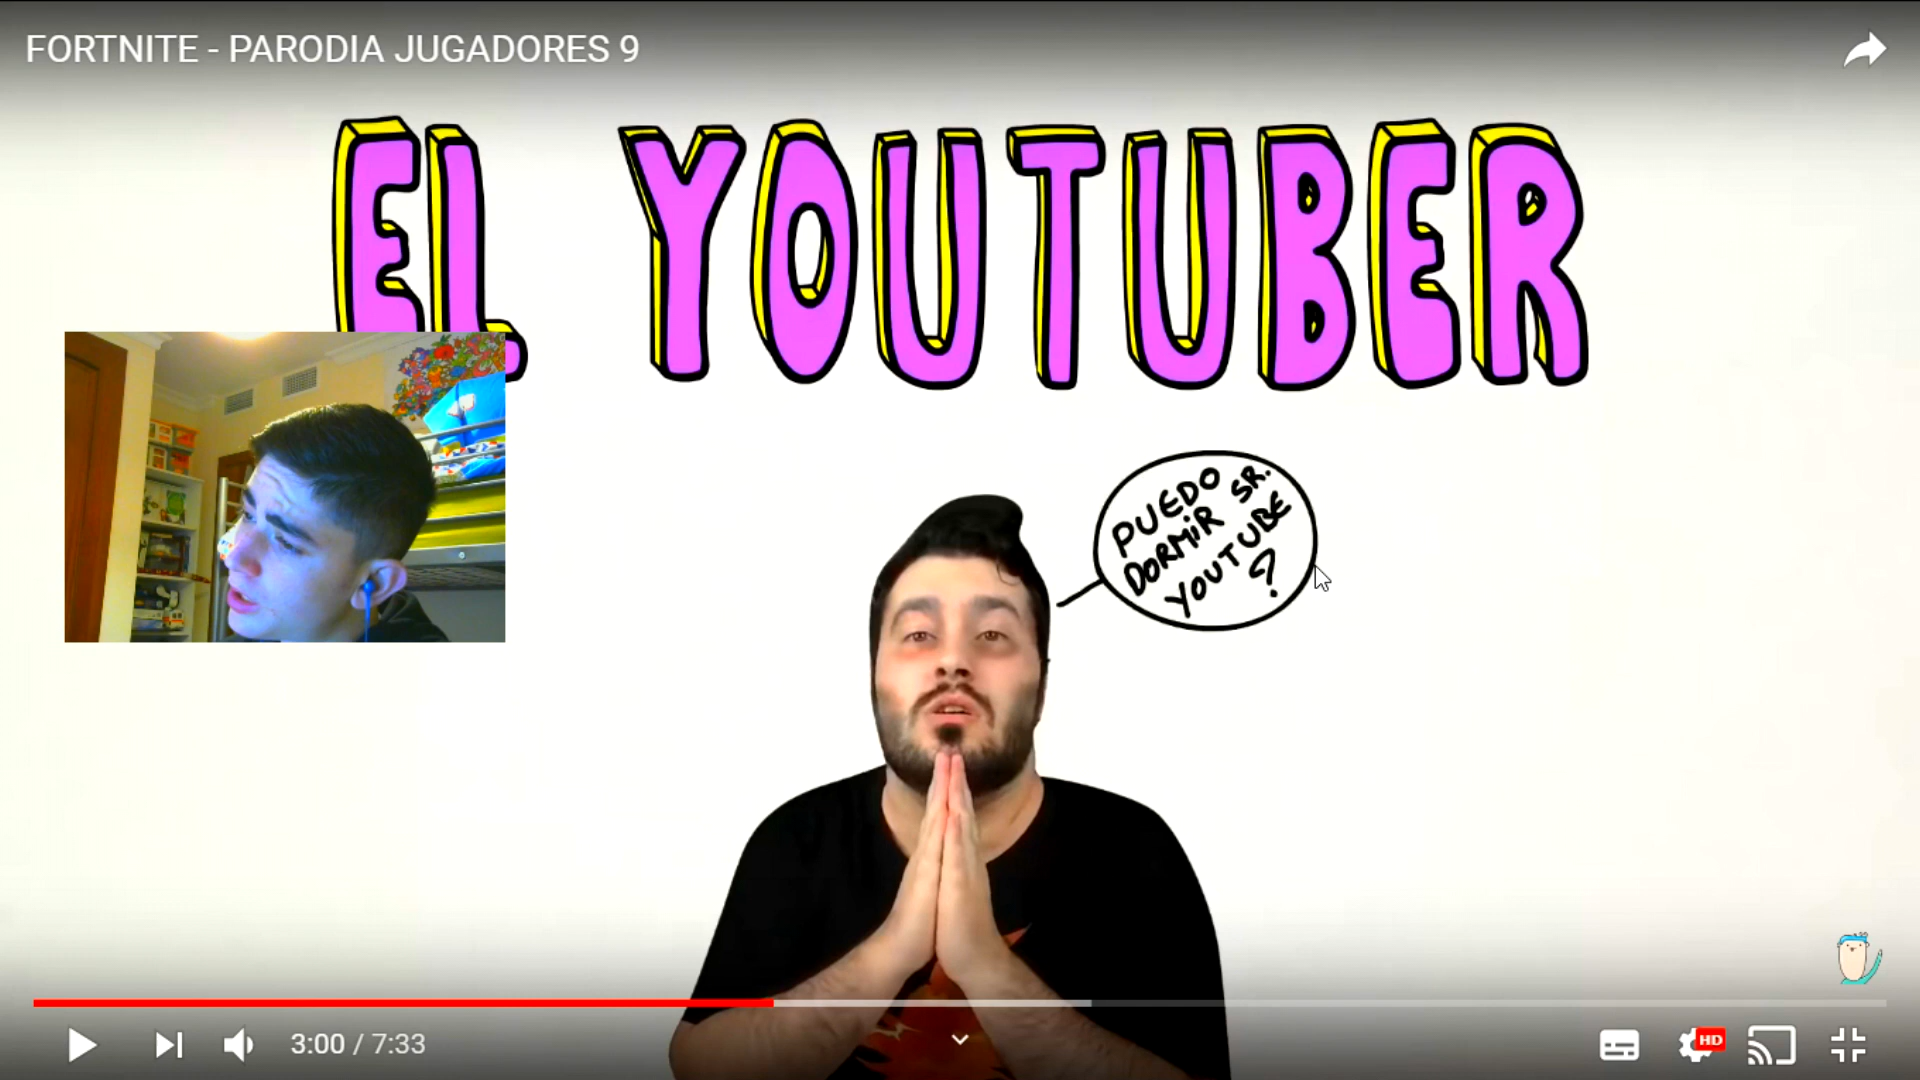 FORTNITE - PARODIA JUGADORES 9
EL YOUTUBER
PUEDO
DORMIR SR.
YOUTUBE
?
3:00 / 7:33
HD